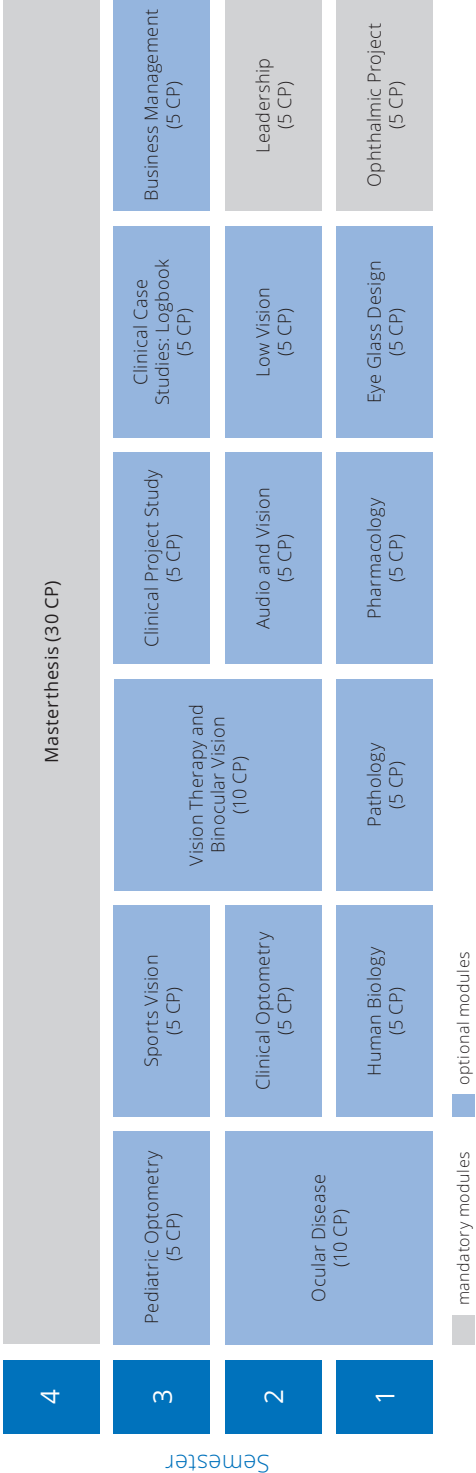 Semester
4
Masterthesis (30 CP)
3
Pediatric Optometry
(5 CP)
Sports Vision
(5 CP)
Vision Therapy and
Binocular Vision
(10 CP)
Clinical Project Study
(5 CP)
Clinical Case
Studies: Logbook
(5 CP)
Business Management
(5 CP)
2
Ocular Disease
(10 CP)
Clinical Optometry
(5 CP)
Audio and Vision
(5 CP)
Low Vision
(5 CP)
Leadership
(5 CP)
1
Human Biology
(5 CP)
Pathology
(5 CP)
Pharmacology
(5 CP)
Eye Glass Design
(5 CP)
Ophthalmic Project
(5 CP)
mandatory modules
optional modules